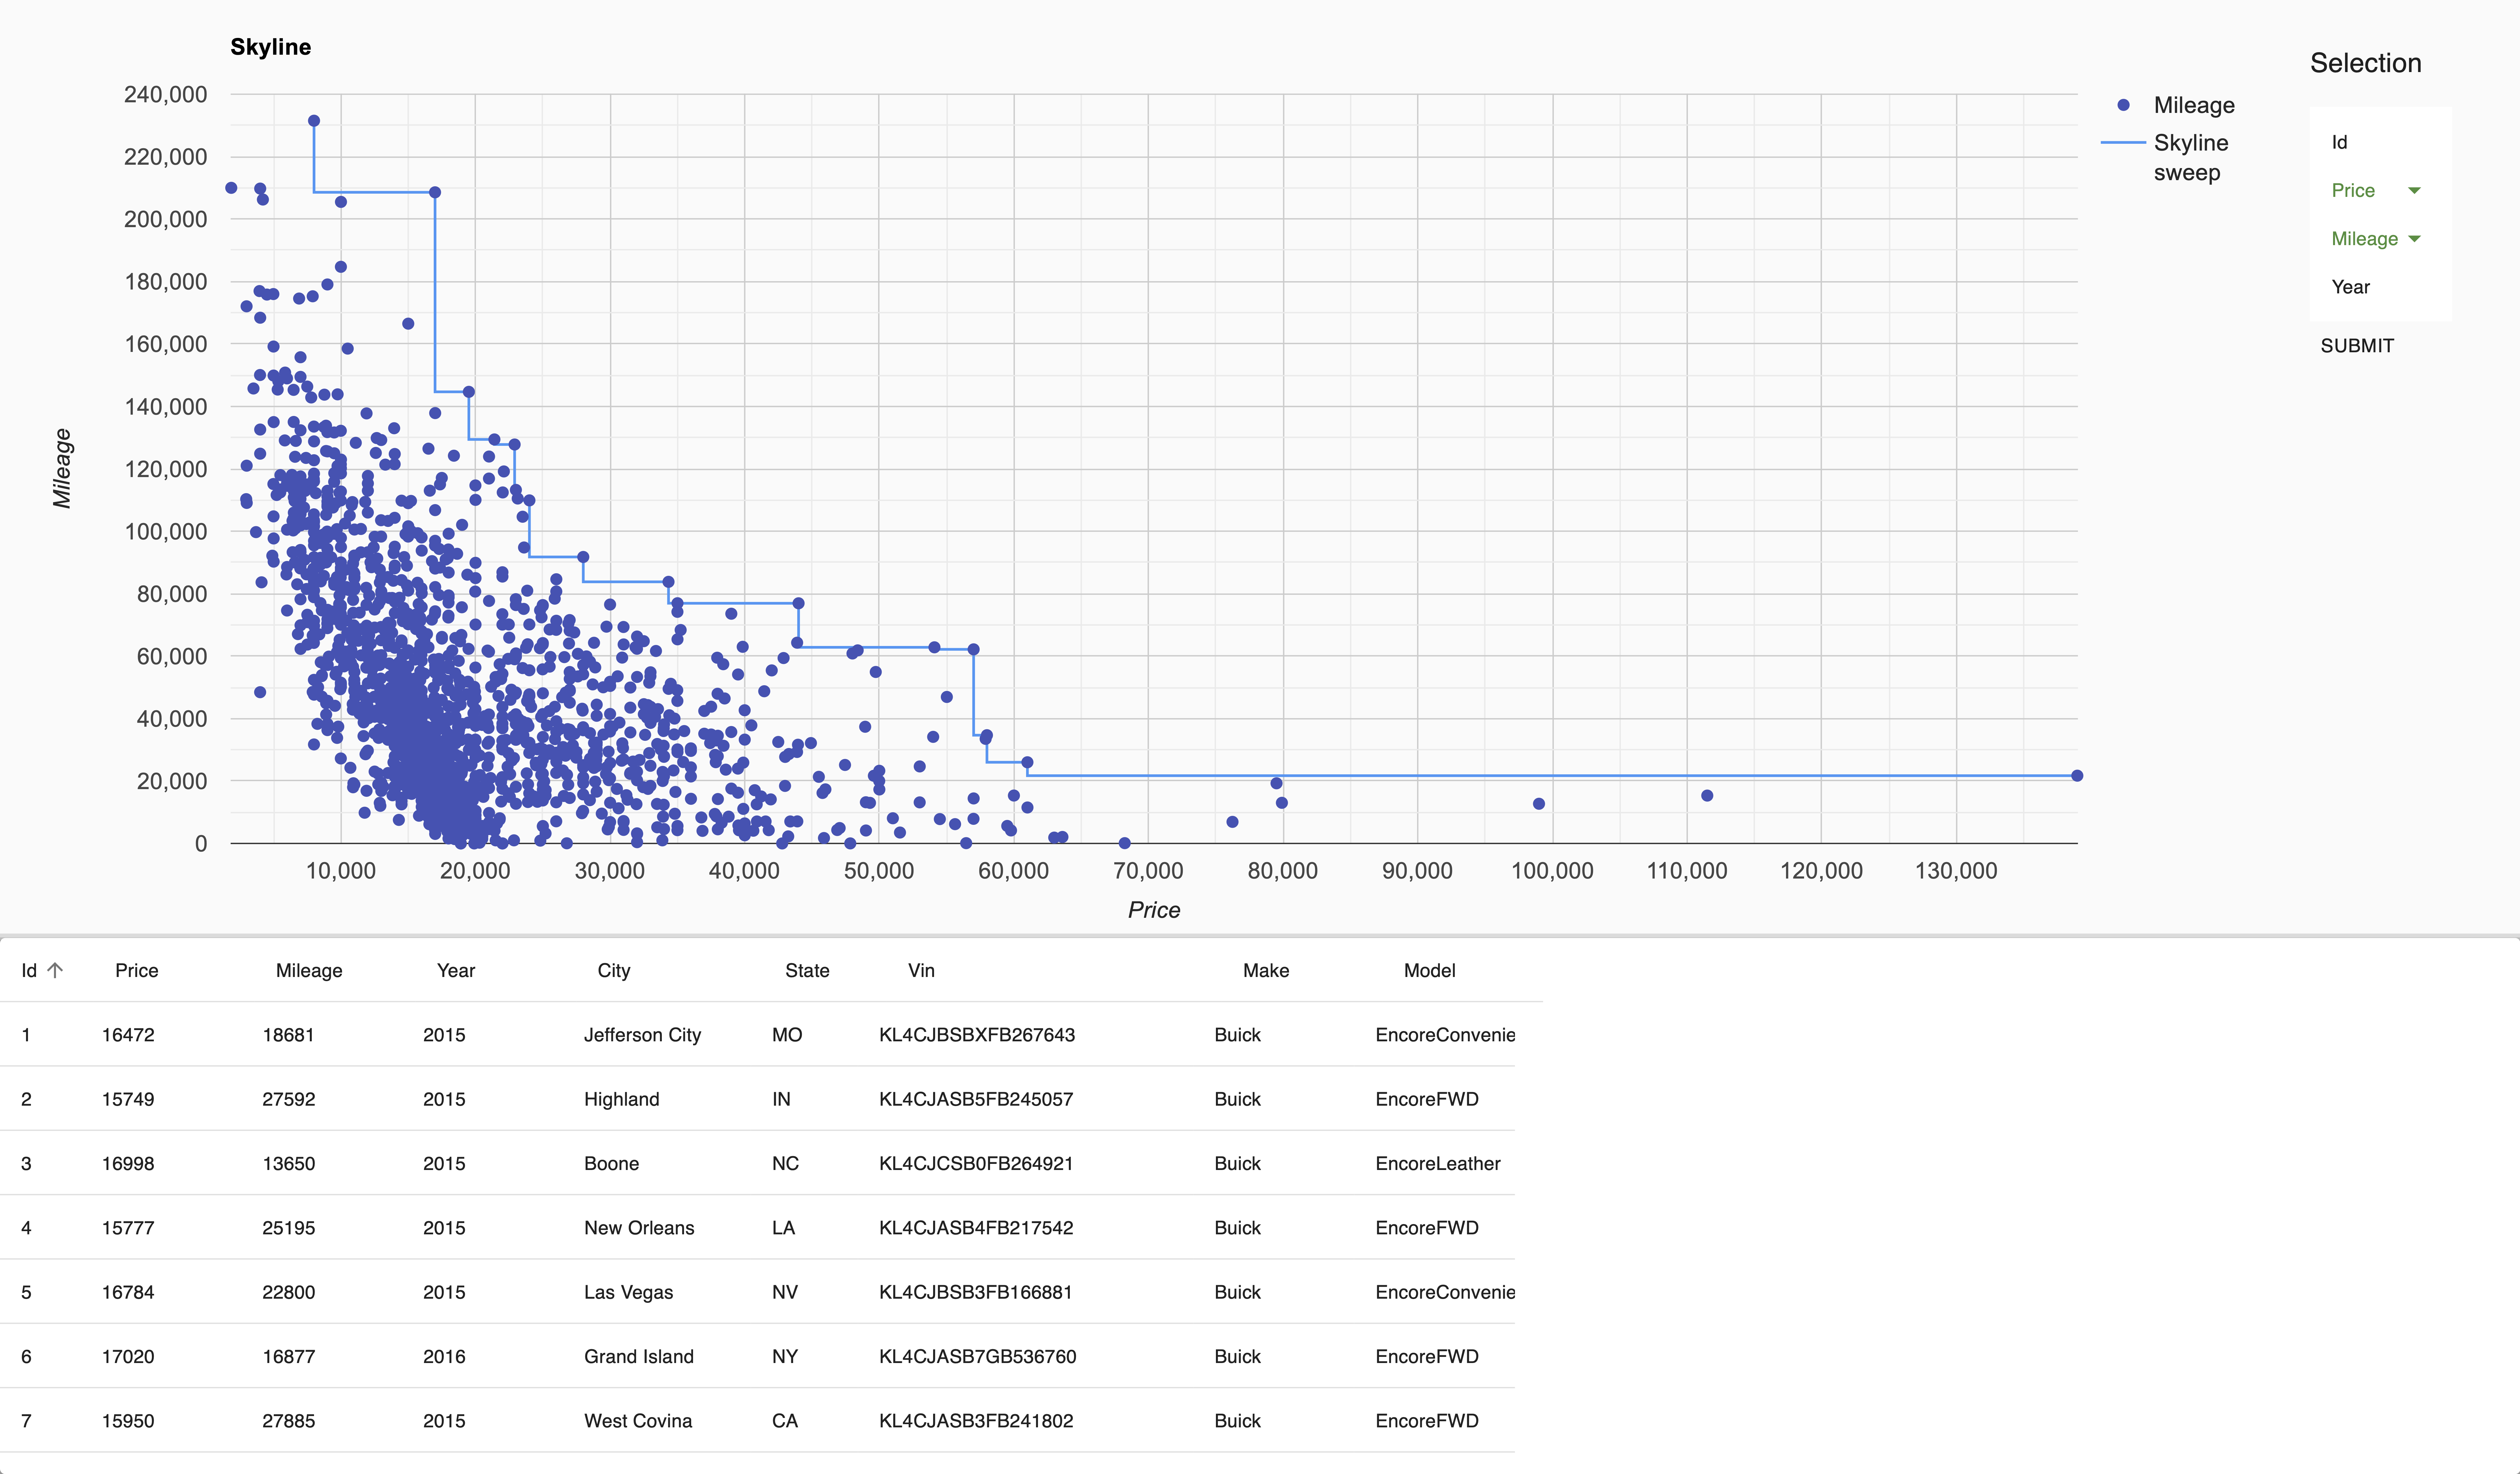 Skyline
240,000
220,000
200,000
180,000
160,000
140,000
120,000
100,000
80,000
60,000
40,000
20,000
0
Mileage
10,000 20,000 30,000 40,000 50,000 60,000 70,000 80,000 90,000 100,000 110,000 120,000 130,000
Price
Mileage
Skyline
sweep
Selection
Id
Price
Mileage
Year
SUBMIT
Id Price Mileage Year City State Vin Make Model
1 16472 18681 2015 Jefferson City MO KL4CJBSBXFB267643 Buick EncoreConvenie
2 15749 27592 2015 Highland IN KL4CJASB5FB245057 Buick EncoreFWD
3 16998 13650 2015 Boone NC KL4CJCSB0FB264921 Buick EncoreLeather
4 15777 25195 2015 New Orleans LA KL4CJASB4FB217542 Buick EncoreFWD
5 16784 22800 2015 Las Vegas NV KL4CJBSB3FB166881 Buick EncoreConvenie
6 17020 16877 2016 Grand Island NY KL4CJASB7GB536760 Buick EncoreFWD
7 15950 27885 2015 West Covina CA KL4CJASB3FB241802 Buick EncoreFWD